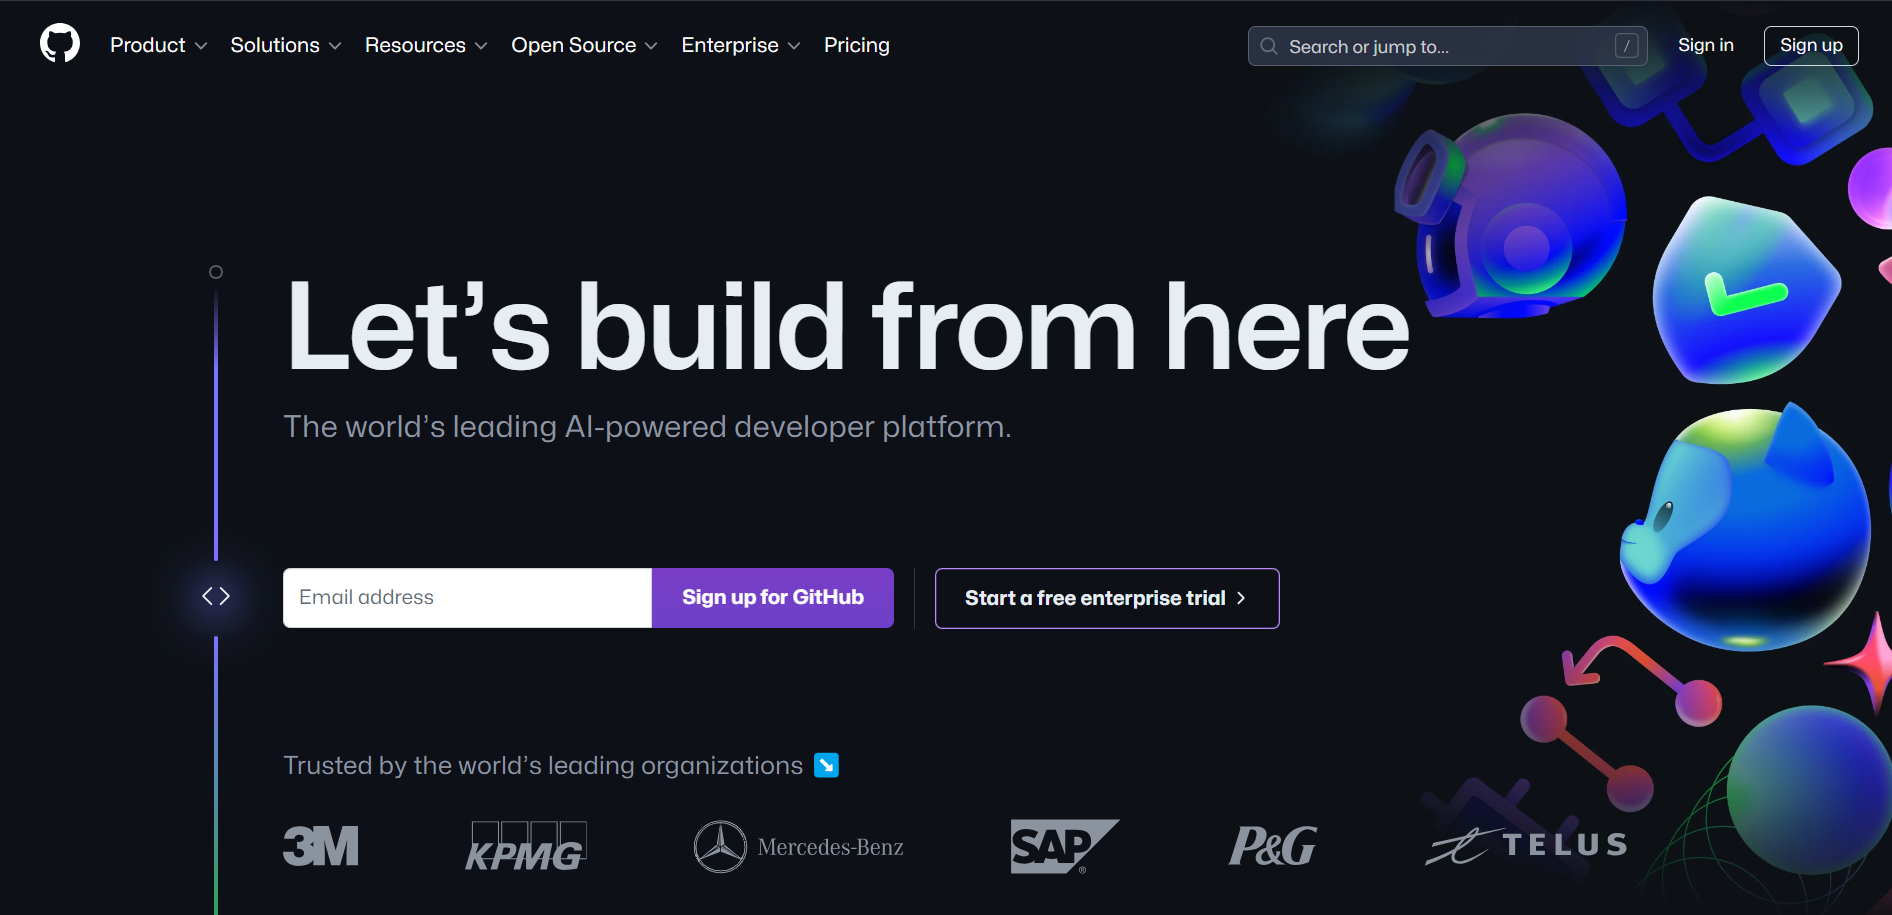 Product Solutions Resources Open Source Enterprise Pricing Search or jump to... / Sign in Sign up
Let’s build from here
The world’s leading AI-powered developer platform.
Email address Sign up for GitHub Start a free enterprise trial
Trusted by the world’s leading organizations
3M KPMG Mercedes-Benz SAP ® P&G TELUS